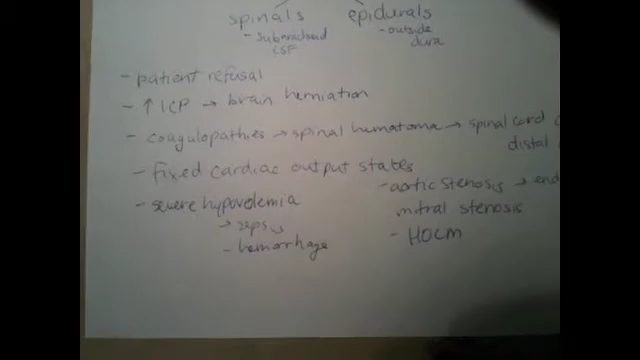 spinals epidurals
- subarachnoid - outside
CSF dura
- patient refusal
- ↑ ICP → brain herniation
- coagulopathies → spinal hematoma → spinal cord
distal
- fixed cardiac output states
- severe hypovolemia
→ sepsis
- hemorrhage
- aortic stenosis →
mitral stenosis
- HOCM